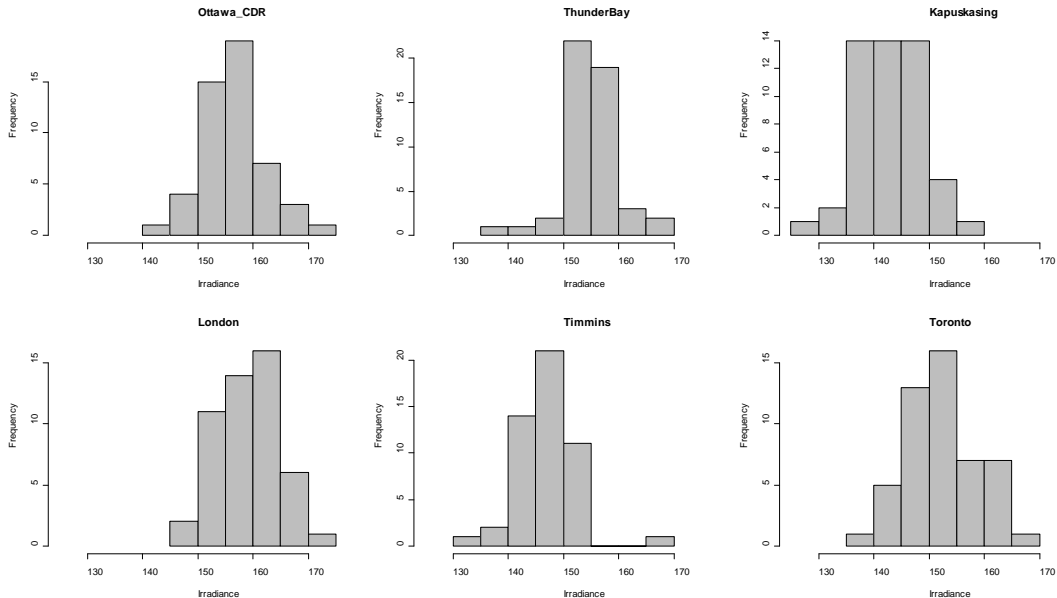 Ottawa_CDR
Frequency
0 5 10 15
130 140 150 160 170
Irradiance
ThunderBay
Frequency
0 5 10 15 20
130 140 150 160 170
Irradiance
Kapuskasing
Frequency
0 2 4 6 8 10 12 14
130 140 150 160 170
Irradiance
London
Frequency
0 5 10 15
130 140 150 160 170
Irradiance
Timmins
Frequency
0 5 10 15 20
130 140 150 160 170
Irradiance
Toronto
Frequency
0 5 10 15
130 140 150 160 170
Irradiance